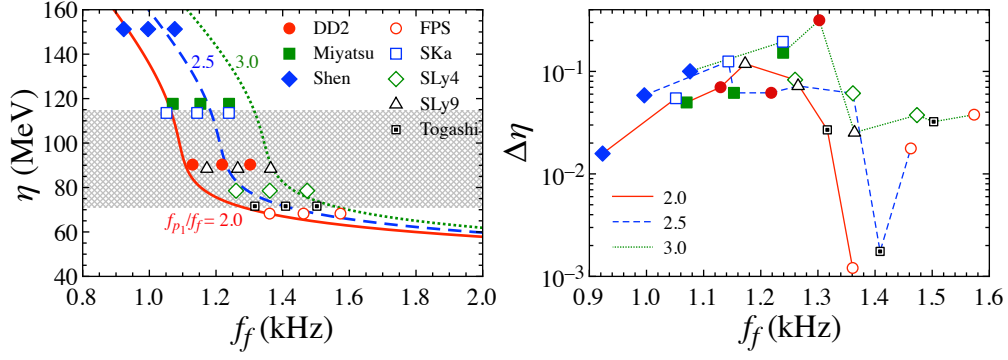 160
140
120
100
80
60
40
η (MeV)
0.8
1.0
1.2
1.4
1.6
1.8
2.0
f_f (kHz)
DD2
Miyatsu
Shen
FPS
SKa
SLy4
SLy9
Togashi
2.5
3.0
f_{p_1}/f_f = 2.0
10^{-1}
10^{-2}
10^{-3}
Δη
2.0
2.5
3.0
0.9
1.0
1.1
1.2
1.3
1.4
1.5
1.6
f_f (kHz)